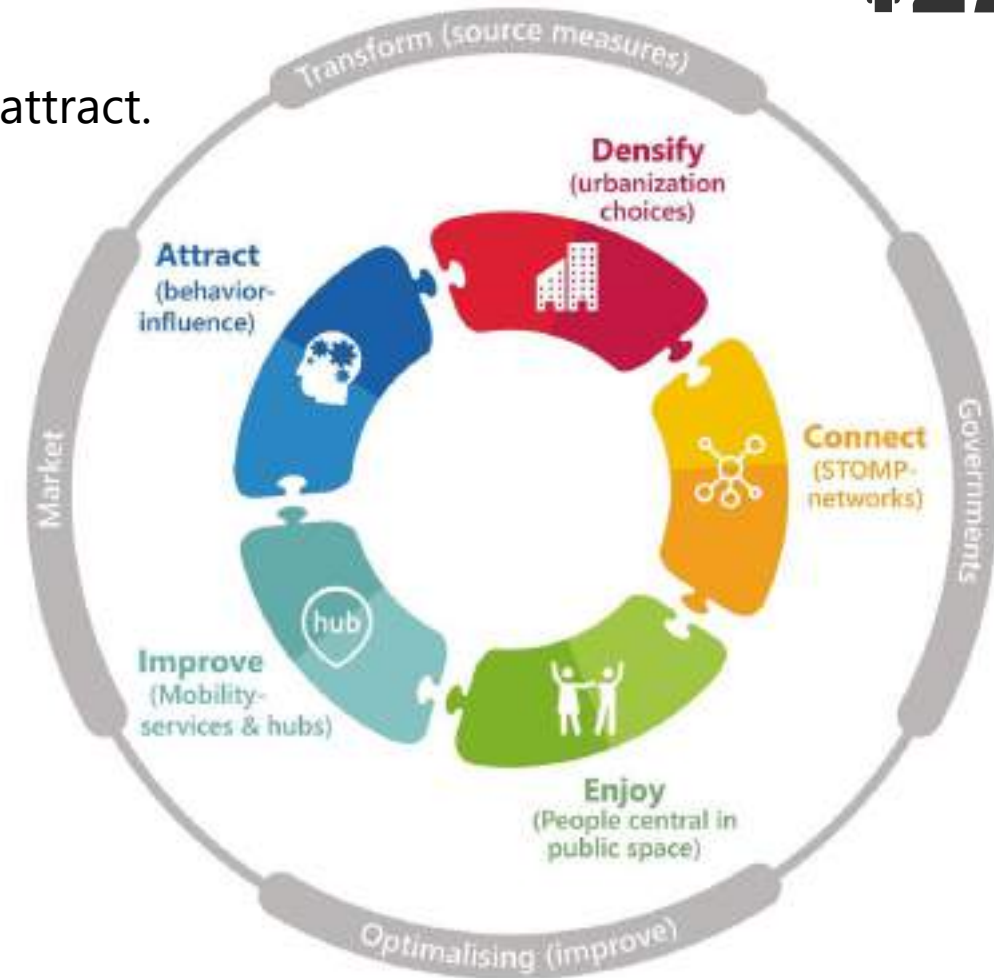 attract.
Transform (source measures)
Densify
(urbanization
choices)
Attract
(behavior-
influence)
Connect
(STOMP-
networks)
Market
Governments
hub
Improve
(Mobility-
services & hubs)
Enjoy
(People central in
public space)
Optimalising (improve)